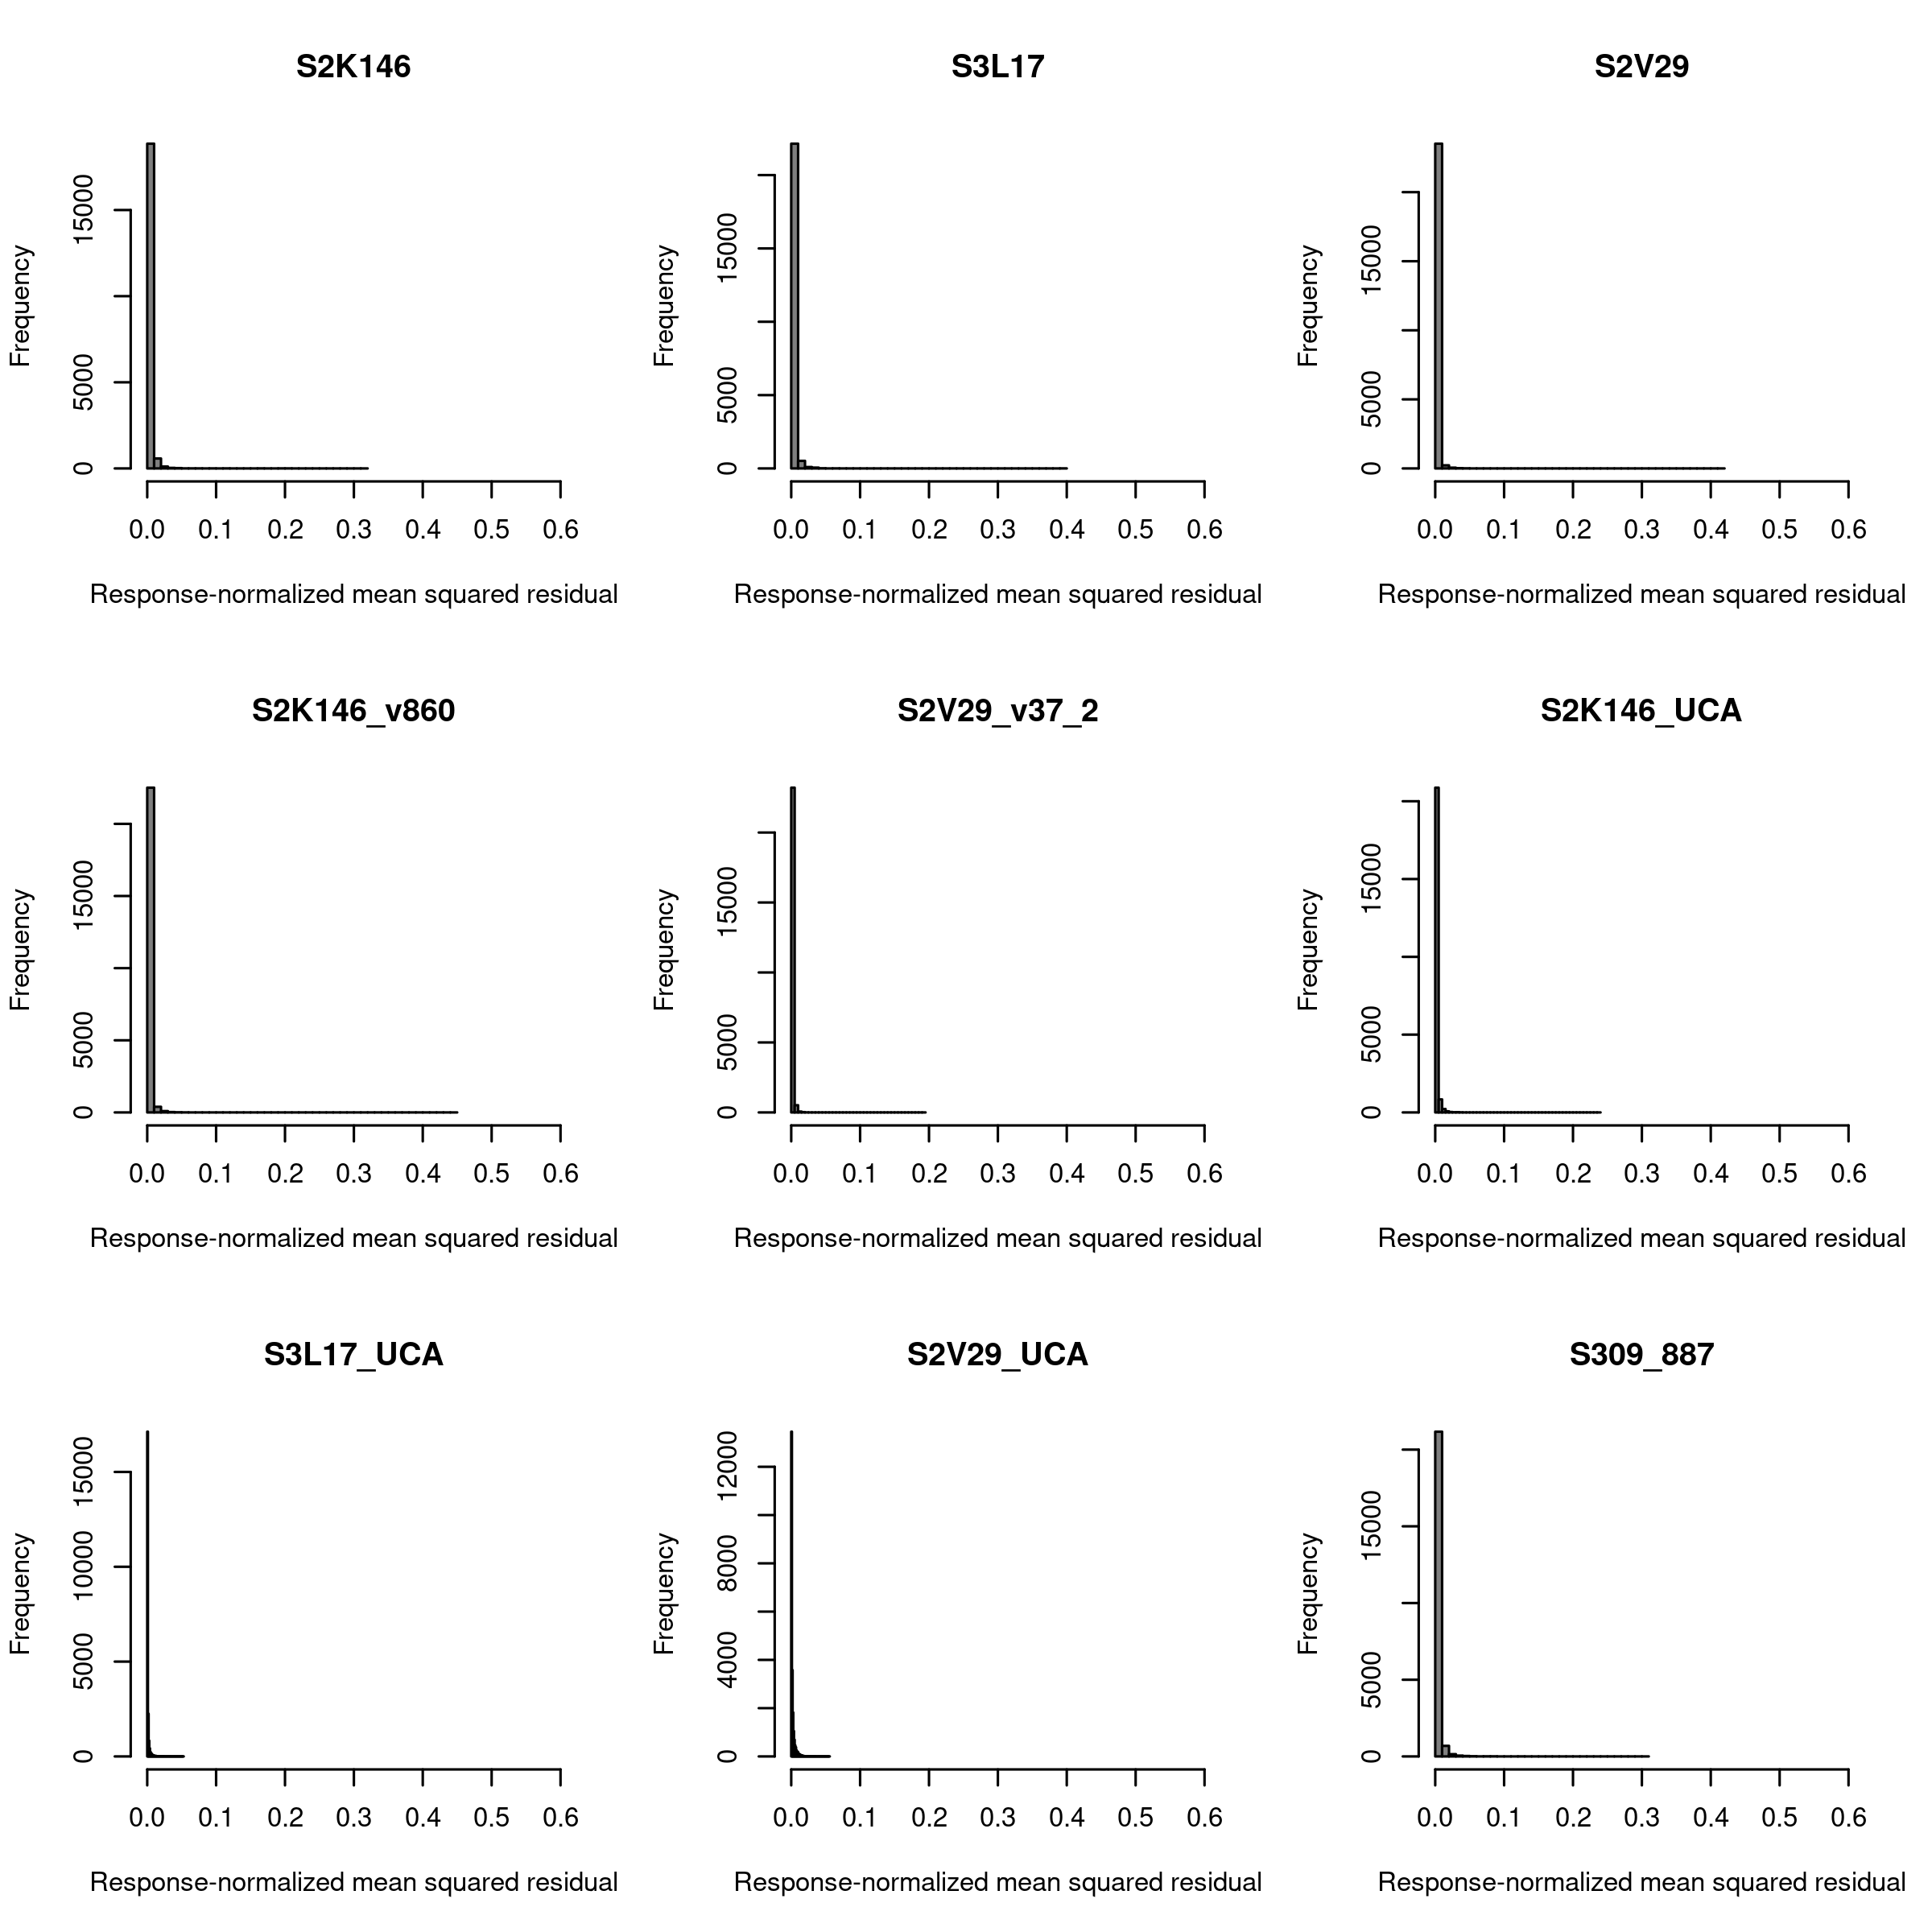 S2K146
Frequency
0 5000 15000
0.0 0.1 0.2 0.3 0.4 0.5 0.6
Response-normalized mean squared residual
S3L17
Frequency
0 5000 15000
0.0 0.1 0.2 0.3 0.4 0.5 0.6
Response-normalized mean squared residual
S2V29
Frequency
0 5000 15000
0.0 0.1 0.2 0.3 0.4 0.5 0.6
Response-normalized mean squared residual
S2K146_v860
Frequency
0 5000 15000
0.0 0.1 0.2 0.3 0.4 0.5 0.6
Response-normalized mean squared residual
S2V29_v37_2
Frequency
0 5000 15000
0.0 0.1 0.2 0.3 0.4 0.5 0.6
Response-normalized mean squared residual
S2K146_UCA
Frequency
0 5000 15000
0.0 0.1 0.2 0.3 0.4 0.5 0.6
Response-normalized mean squared residual
S3L17_UCA
Frequency
0 5000 10000 15000
0.0 0.1 0.2 0.3 0.4 0.5 0.6
Response-normalized mean squared residual
S2V29_UCA
Frequency
0 4000 8000 12000
0.0 0.1 0.2 0.3 0.4 0.5 0.6
Response-normalized mean squared residual
S309_887
Frequency
0 5000 15000
0.0 0.1 0.2 0.3 0.4 0.5 0.6
Response-normalized mean squared residual